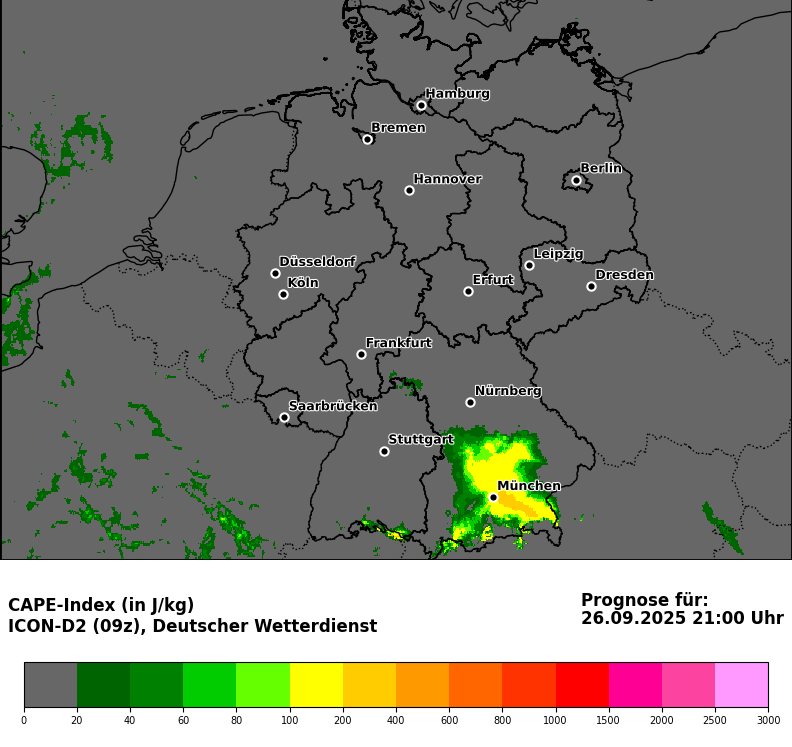 Hamburg
Bremen
Berlin
Hannover
Leipzig
Düsseldorf
Dresden
Köln
Erfurt
Frankfurt
Nürnberg
Saarbrücken
Stuttgart
München
CAPE-Index (in J/kg)
ICON-D2 (09z), Deutscher Wetterdienst
Prognose für:
26.09.2025 21:00 Uhr
0 20 40 60 80 100 200 400 600 800 1000 1500 2000 2500 3000